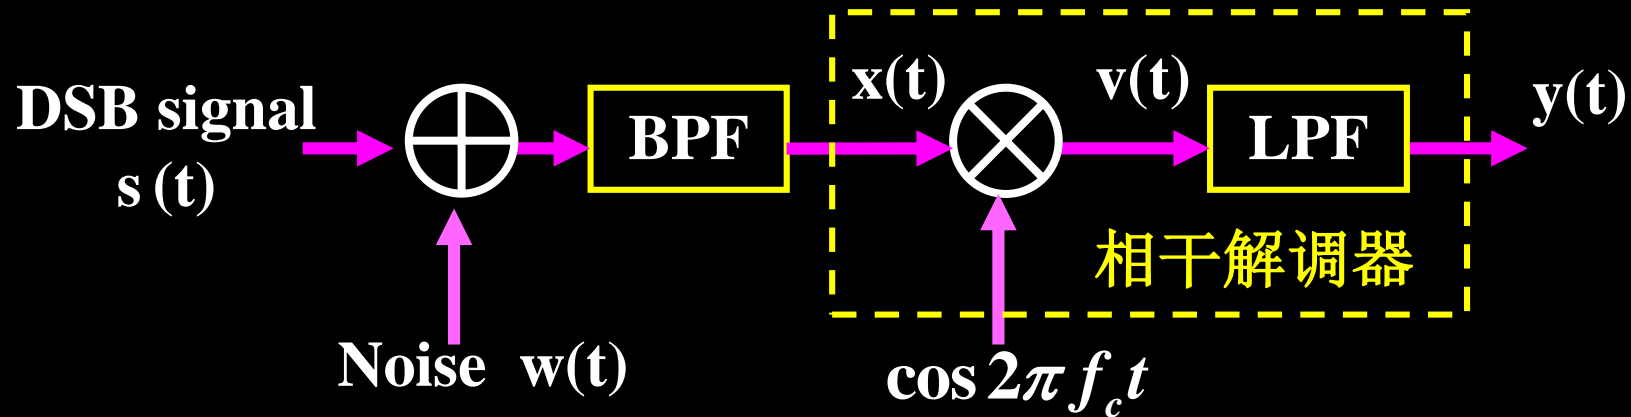 DSB signal
s (t)
BPF
x(t)
v(t)
LPF
y(t)
相干解调器
Noise w(t)
cos 2π f_c t